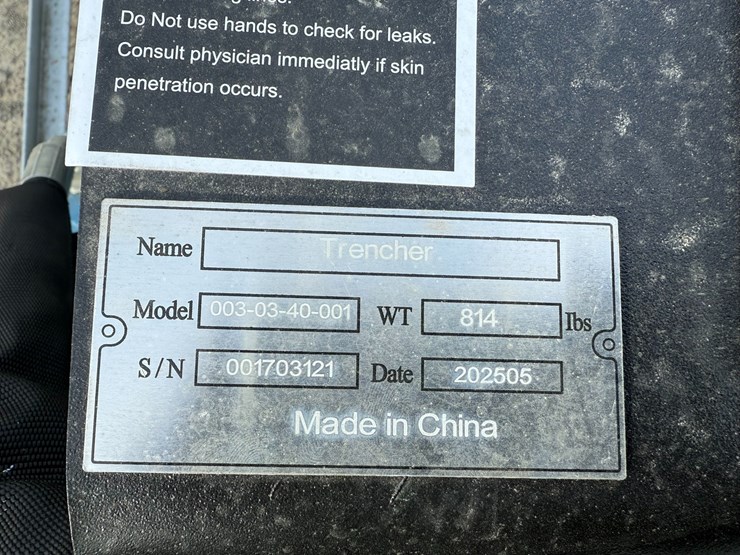 Do Not use hands to check for leaks.
Consult physician immediatly if skin
penetration occurs.
Name Trencher
Model 003-03-40-001 WT 814 lbs
S/N 001703121 Date 202505
Made in China